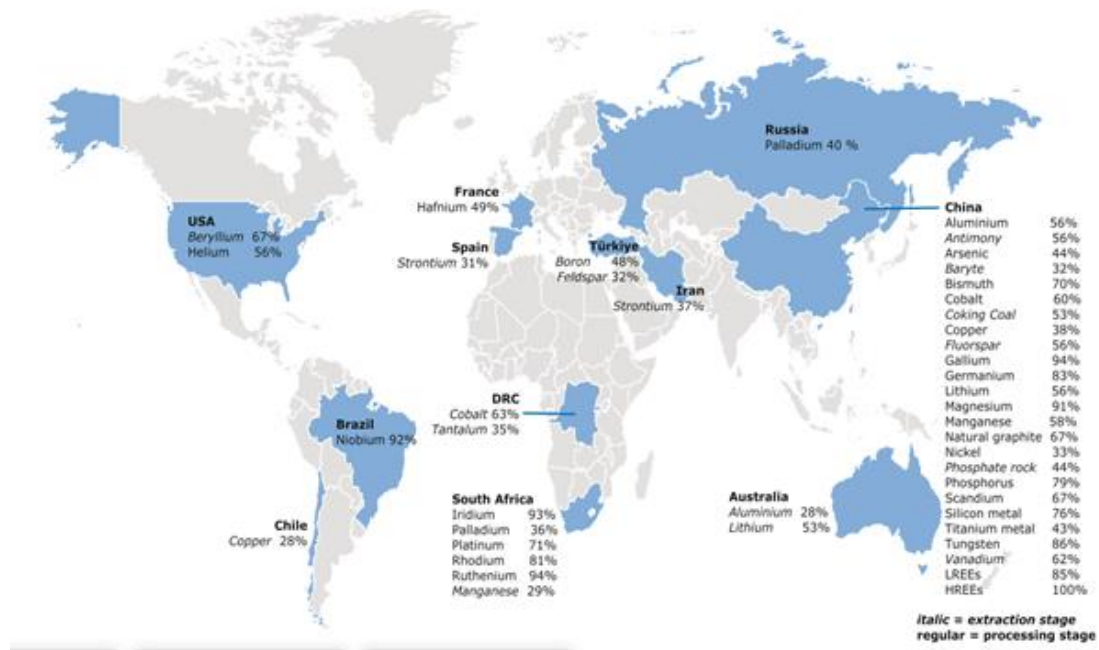 Russia
Palladium 40 %
France
Hafnium 49%
USA
Beryllium 67%
Helium 56%
Spain
Strontium 31%
Türkiye
Boron 48%
Feldspar 32%
Iran
Strontium 37%
China
Aluminium 56%
Antimony 56%
Arsenic 44%
Baryte 32%
Bismuth 70%
Cobalt 60%
Coking Coal 53%
Copper 38%
Fluorspar 56%
Gallium 94%
Germanium 83%
Lithium 56%
Magnesium 91%
Manganese 58%
Natural graphite 67%
Nickel 33%
Phosphate rock 44%
Phosphorus 79%
Scandium 67%
Silicon metal 76%
Titanium metal 43%
Tungsten 86%
Vanadium 62%
LREEs 85%
HREEs 100%
DRC
Cobalt 63%
Tantalum 35%
Brazil
Niobium 92%
South Africa
Iridium 93%
Palladium 36%
Platinum 71%
Rhodium 81%
Ruthenium 94%
Manganese 29%
Australia
Aluminium 28%
Lithium 53%
Chile
Copper 28%
italic = extraction stage
regular = processing stage